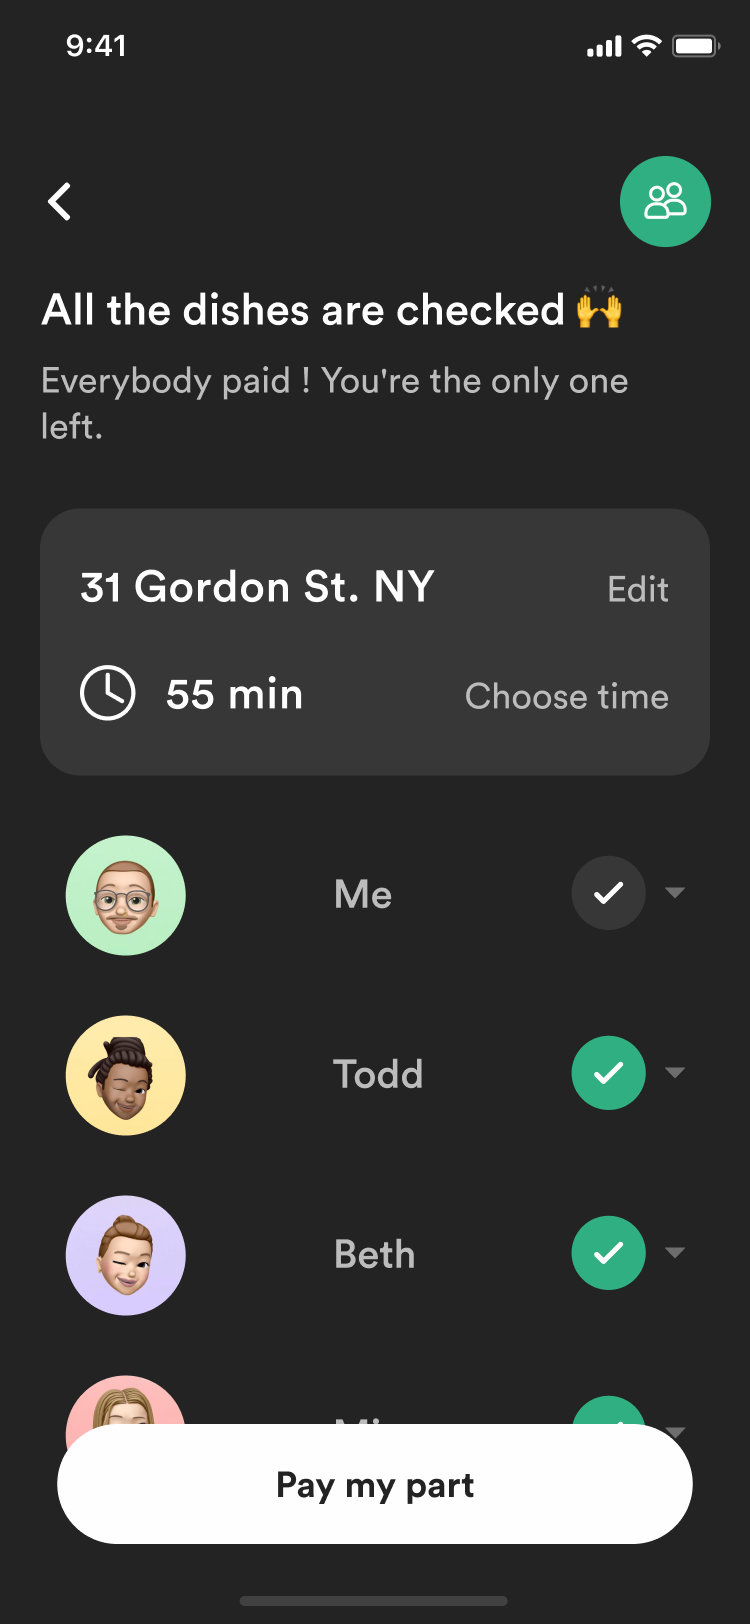 9:41
All the dishes are checked 🙌
Everybody paid ! You're the only one
left.
31 Gordon St. NY
Edit
55 min
Choose time
Me
Todd
Beth
Pay my part